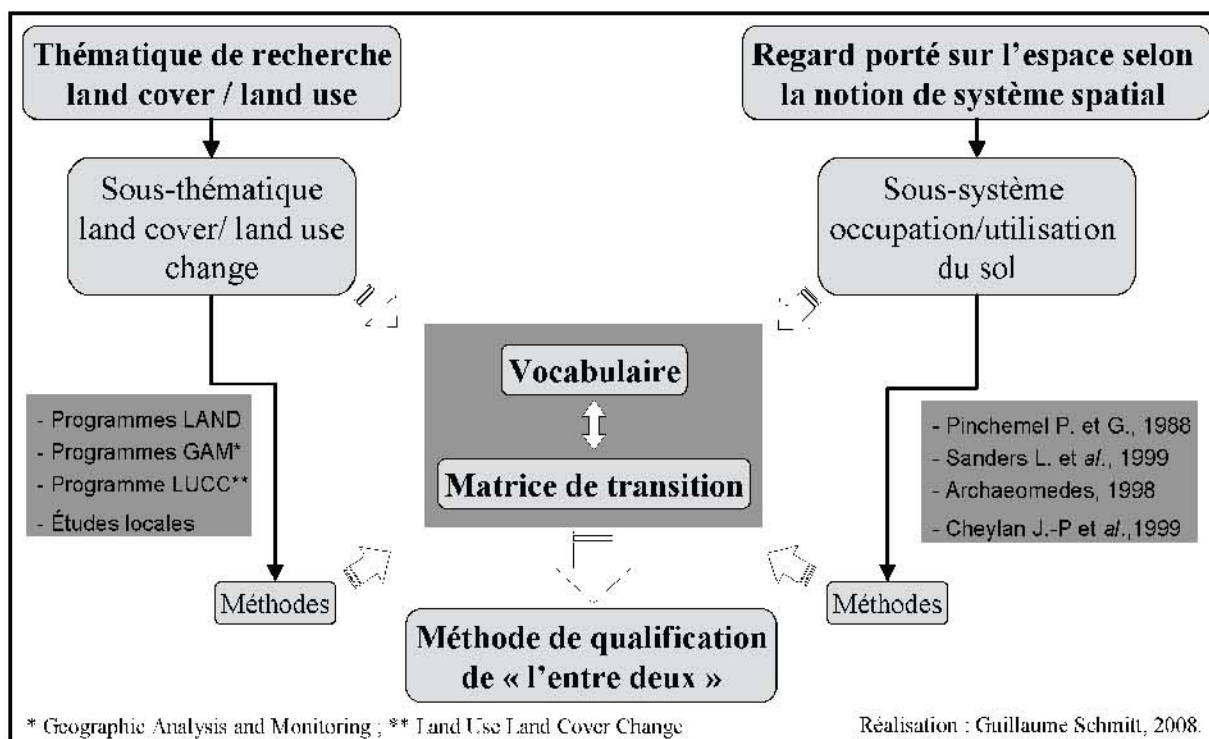 Thématique de recherche
land cover / land use
Regard porté sur l'espace selon
la notion de système spatial
Sous-thématique
land cover/ land use
change
Sous-système
occupation/utilisation
du sol
Vocabulaire
Matrice de transition
- Programmes LAND
- Programmes GAM*
- Programme LUCC**
- Études locales
- Pinchemel P. et G., 1988
- Sanders L. et al., 1999
- Archaeomedes, 1998
- Cheylan J.-P et al.,1999
Méthodes
Méthodes
Méthode de qualification
de « l'entre deux »
* Geographic Analysis and Monitoring ; ** Land Use Land Cover Change
Réalisation : Guillaume Schmitt, 2008.